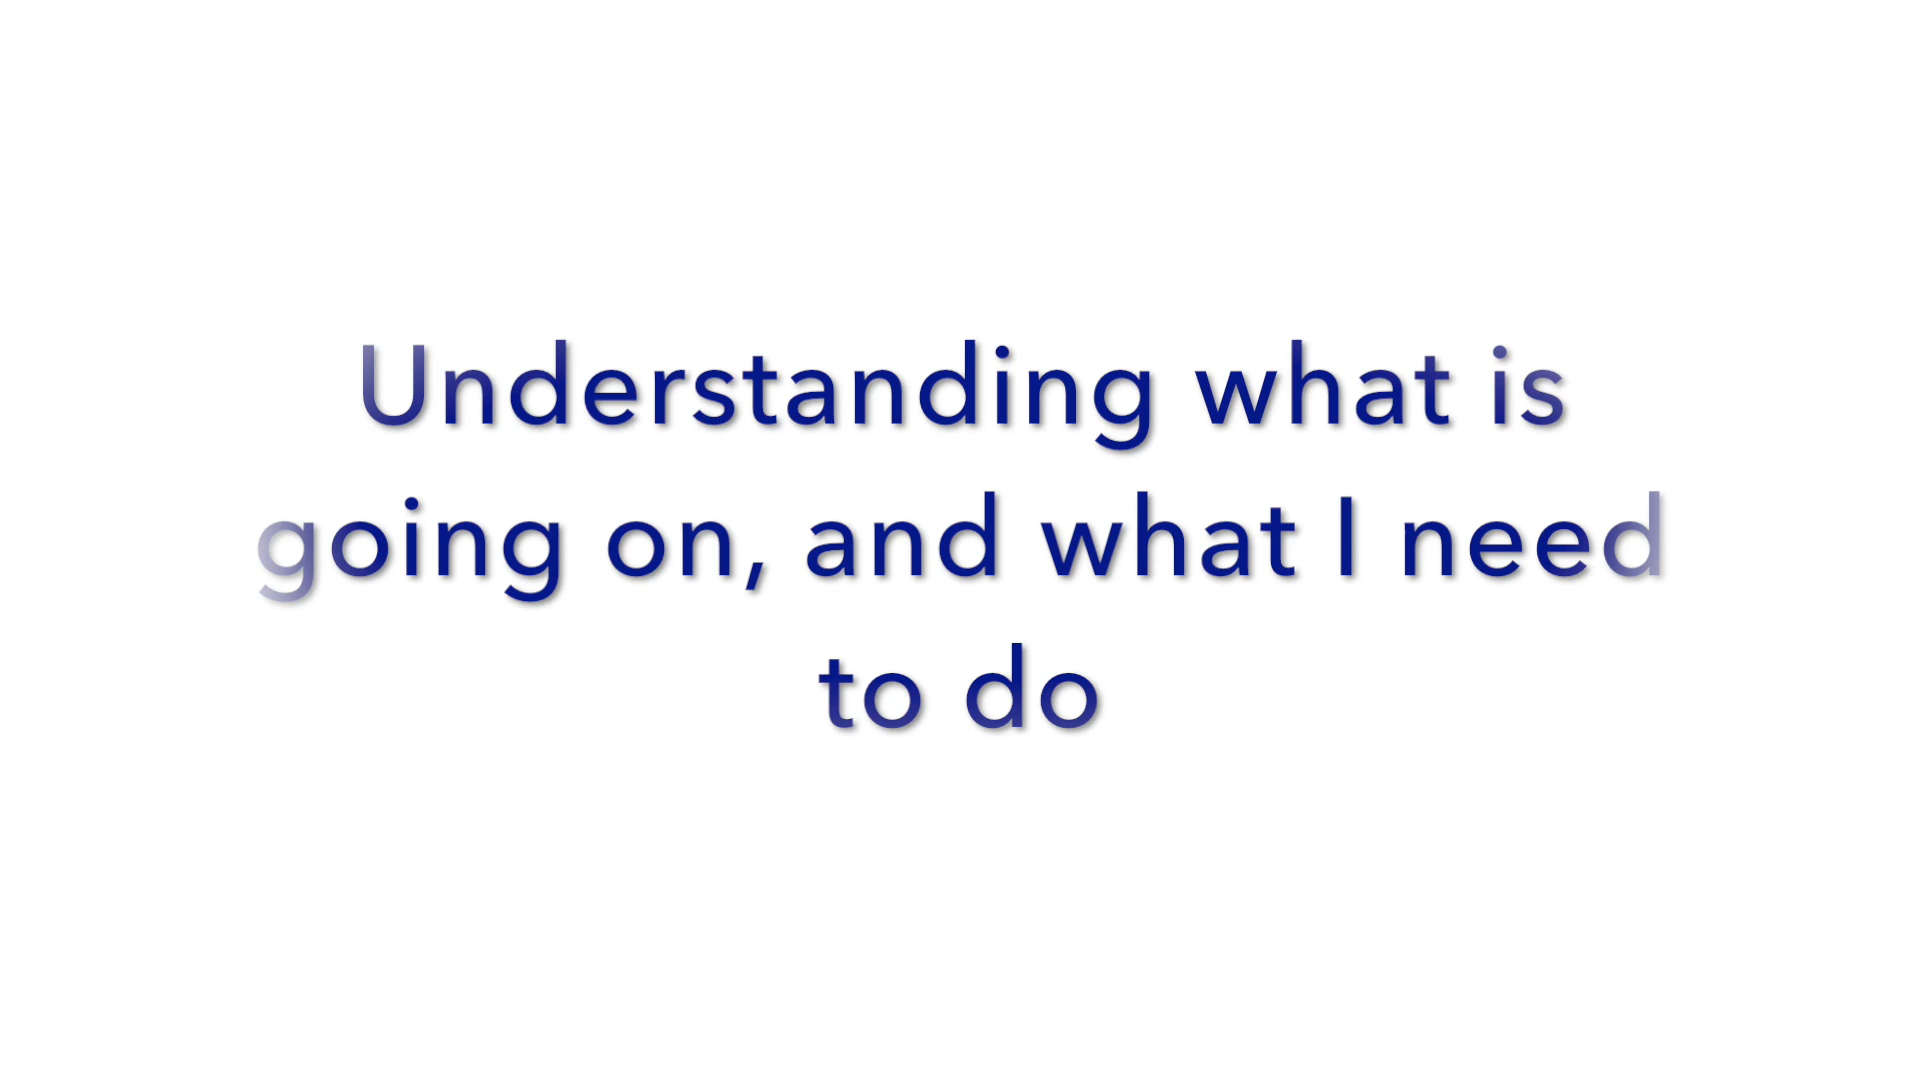 Understanding what is
going on, and what I need
to do